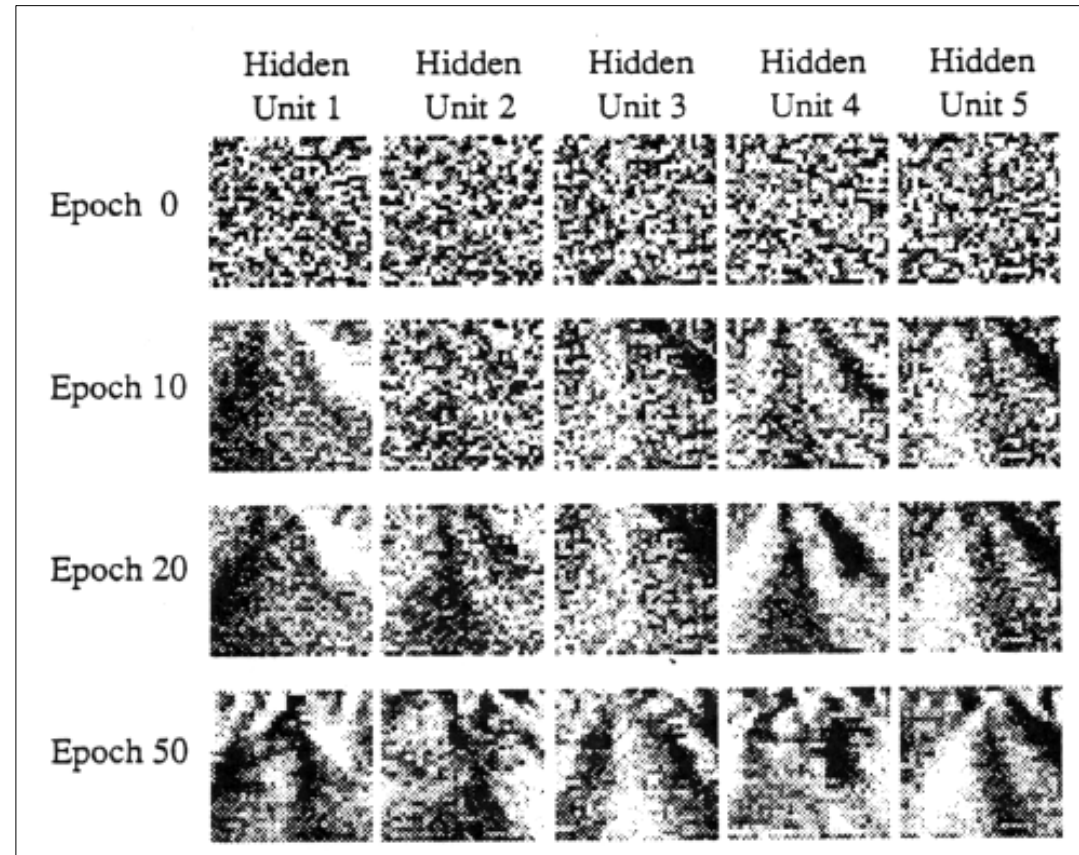 Hidden Hidden Hidden Hidden Hidden
Unit 1 Unit 2 Unit 3 Unit 4 Unit 5
Epoch 0
Epoch 10
Epoch 20
Epoch 50